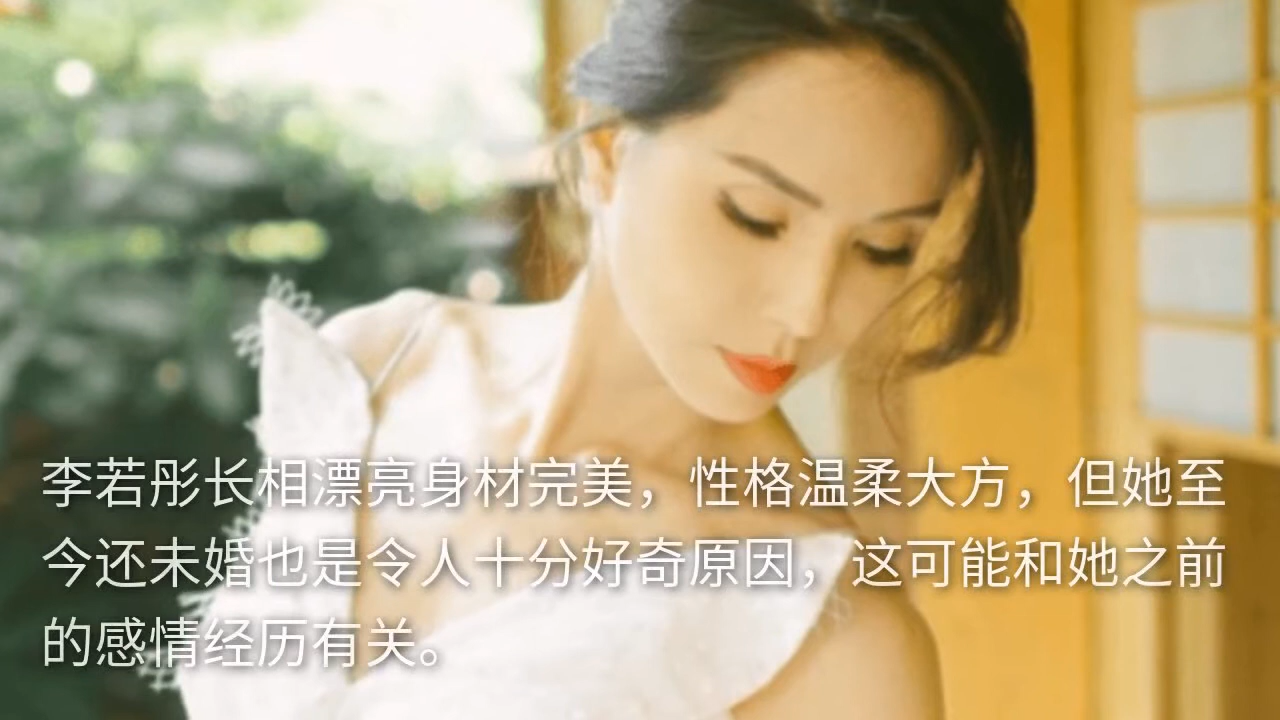 李若彤长相漂亮身材完美，性格温柔大方，但她至
今还未婚也是令人十分好奇原因，这可能和她之前
的感情经历有关。